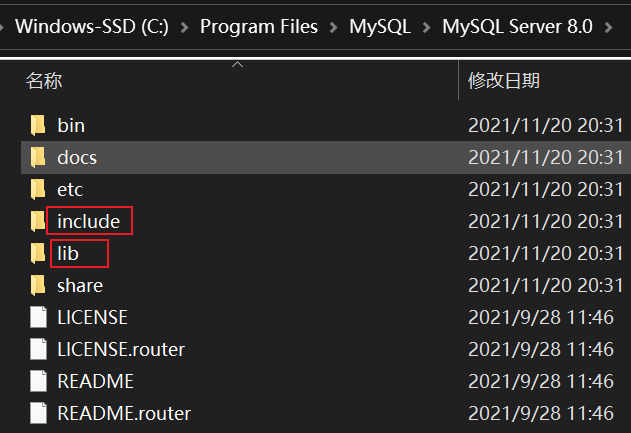 Windows-SSD (C:) > Program Files > MySQL > MySQL Server 8.0 >
名称 修改日期
bin 2021/11/20 20:31
docs 2021/11/20 20:31
etc 2021/11/20 20:31
include 2021/11/20 20:31
lib 2021/11/20 20:31
share 2021/11/20 20:31
LICENSE 2021/9/28 11:46
LICENSE.router 2021/9/28 11:46
README 2021/9/28 11:46
README.router 2021/9/28 11:46